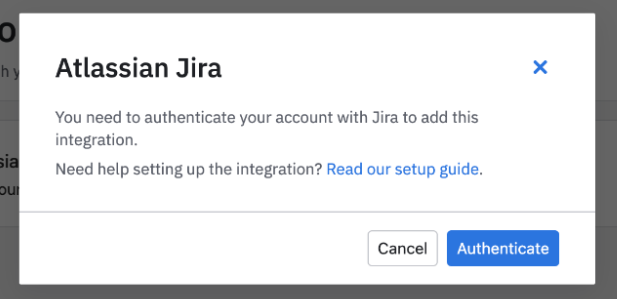 Atlassian Jira
You need to authenticate your account with Jira to add this
integration.
Need help setting up the integration? Read our setup guide.
Cancel
Authenticate